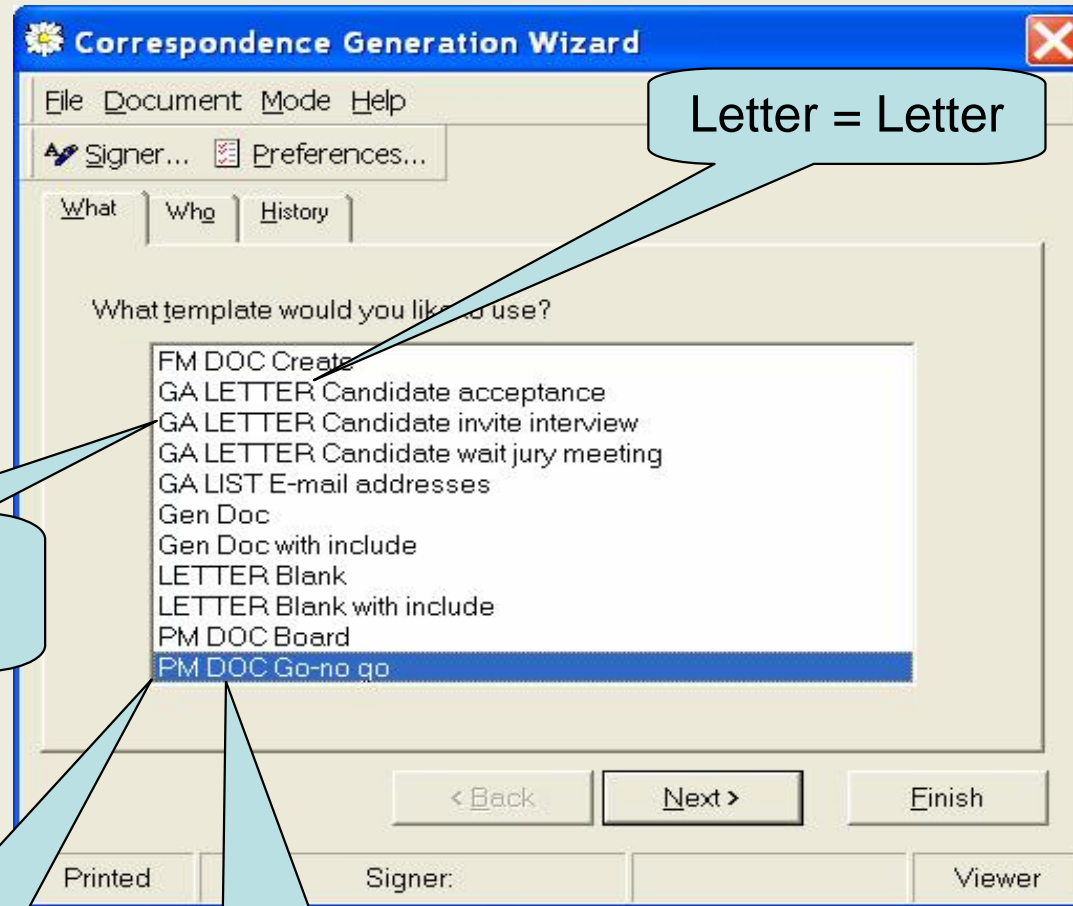 Correspondence Generation Wizard
File Document Mode Help
Letter = Letter
Signer... Preferences...
What Who History
What template would you like to use?
FM DOC Create
GA LETTER Candidate acceptance
GA LETTER Candidate invite interview
GA LETTER Candidate wait jury meeting
GA LIST E-mail addresses
Gen Doc
Gen Doc with include
LETTER Blank
LETTER Blank with include
PM DOC Board
PM DOC Go-no go
< Back Next > Finish
Printed Signer: Viewer